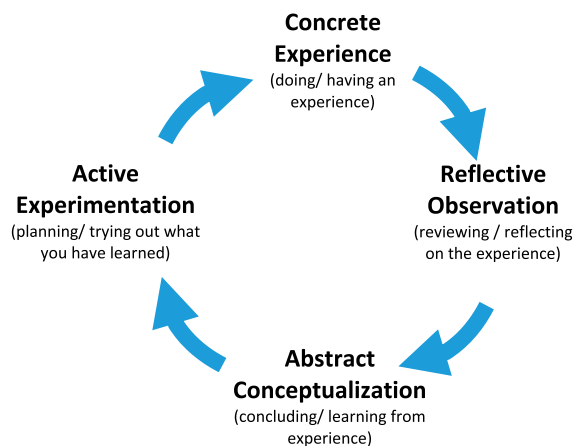 Concrete
Experience
(doing/ having an
experience)
Reflective
Observation
(reviewing / reflecting
on the experience)
Abstract
Conceptualization
(concluding/ learning from
experience)
Active
Experimentation
(planning/ trying out what
you have learned)